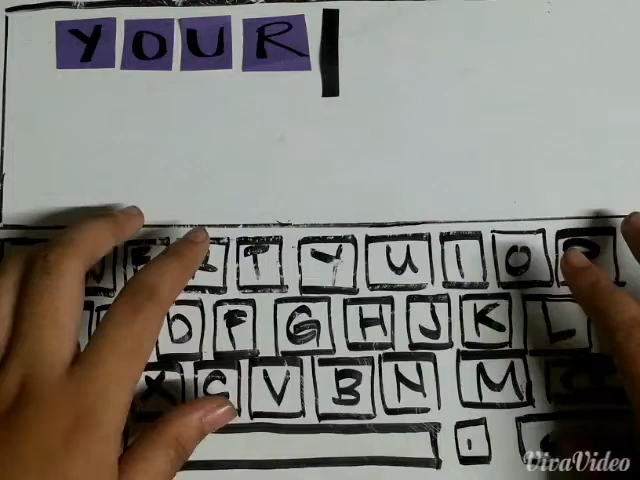 YOUR
E R T Y U I O P
D F G H J K L
X C V B N M
VivaVideo